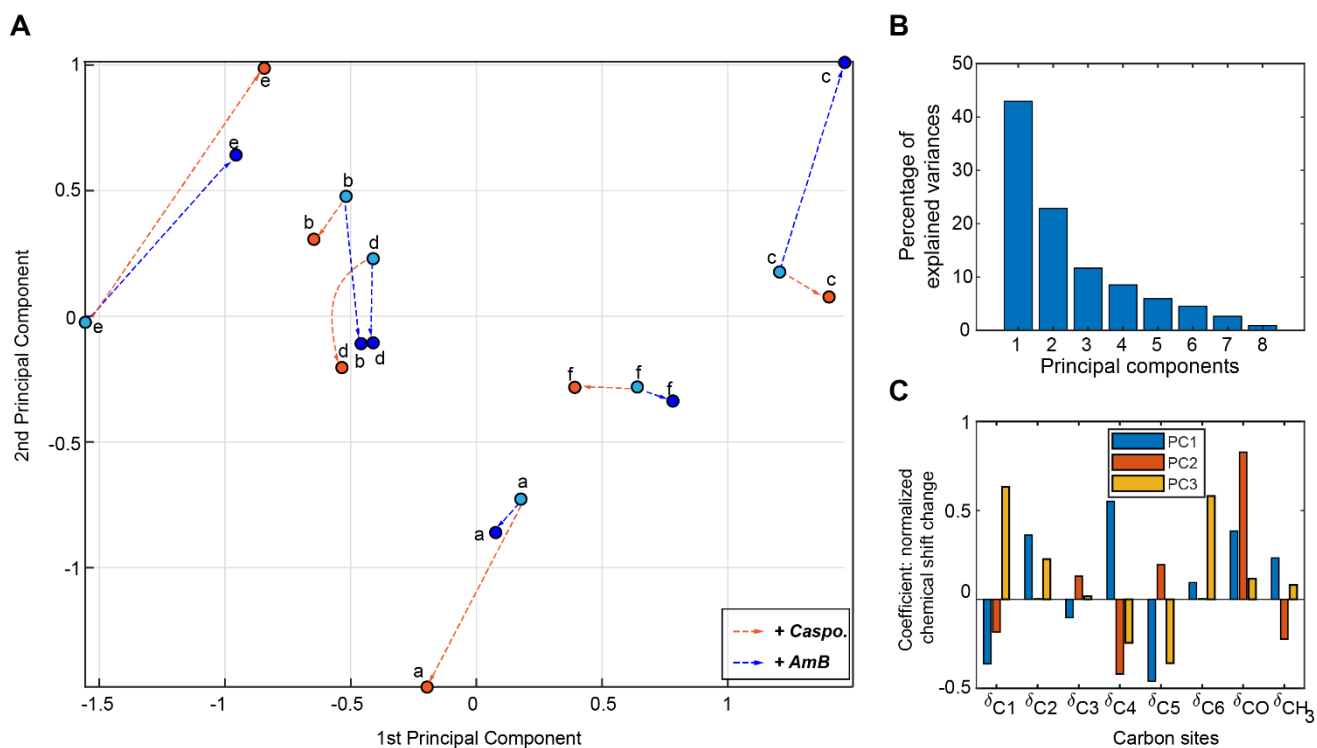 A
2nd Principal Component
1
0.5
0
-0.5
-1
-1.5
-1
-0.5
0
0.5
1
1st Principal Component
e
e
e
b
b
b
d
d
d
c
c
c
f
f
f
a
a
a
+ Caspo.
+ AmB
B
Percentage of
explained variances
50
40
30
20
10
0
1 2 3 4 5 6 7 8
Principal components
C
Coefficient: normalized
chemical shift change
1
0.5
0
-0.5
PC1
PC2
PC3
δC1 δC2 δC3 δC4 δC5 δC6 δCO δCH3
Carbon sites